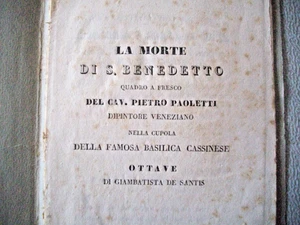 LA MORTE
DI S. BENEDETTO
QUADRO A FRESCO
DEL CAV. PIETRO PAOLETTI
DIPINTORE VENEZIANO
NELLA CUPOLA
DELLA FAMOSA BASILICA CASSINESE
OTTAVE
DI GIAMBATISTA DE SANTIS